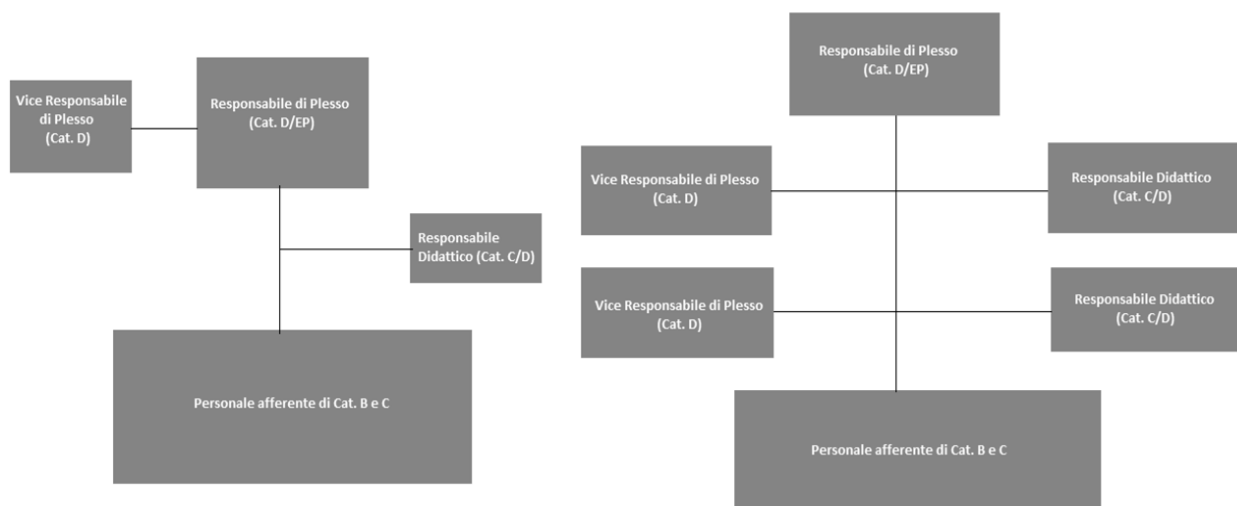 Vice Responsabile
di Plesso
(Cat. D)
Responsabile di Plesso
(Cat. D/EP)
Responsabile
Didattico (Cat. C/D)
Personale afferente di Cat. B e C
Responsabile di Plesso
(Cat. D/EP)
Vice Responsabile di Plesso
(Cat. D)
Responsabile Didattico
(Cat. C/D)
Vice Responsabile di Plesso
(Cat. D)
Responsabile Didattico
(Cat. C/D)
Personale afferente di Cat. B e C